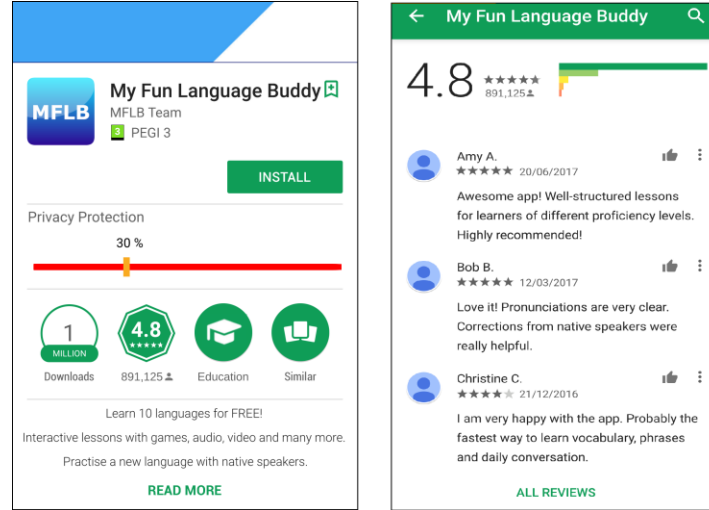 MFLB
My Fun Language Buddy
MFLB Team
3 PEGI 3
INSTALL
Privacy Protection
30 %
1
MILLION
4.8
Downloads
891,125
Education
Similar
Learn 10 languages for FREE!
Interactive lessons with games, audio, video and many more.
Practise a new language with native speakers.
READ MORE
My Fun Language Buddy
4.8
891,125
Amy A.
20/06/2017
Awesome app! Well-structured lessons
for learners of different proficiency levels.
Highly recommended!
Bob B.
12/03/2017
Love it! Pronunciations are very clear.
Corrections from native speakers were
really helpful.
Christine C.
21/12/2016
I am very happy with the app. Probably the
fastest way to learn vocabulary, phrases
and daily conversation.
ALL REVIEWS